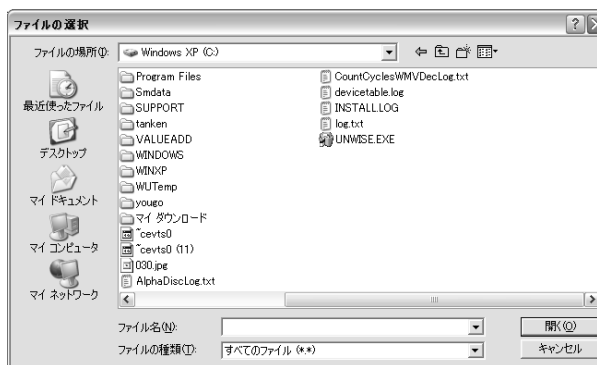 ファイルの選択
ファイルの場所(I):
Windows XP (C:)
最近使ったファイル
デスクトップ
マイ ドキュメント
マイ コンピュータ
マイ ネットワーク
Program Files
Smdata
SUPPORT
tanken
VALUEADD
WINDOWS
WINXP
WUTemp
yougo
マイ ダウンロード
~cevts0
~cevts0 (11)
030.jpg
AlphaDiscLog.txt
CountCyclesWMVDecLog.txt
devicetable.log
INSTALL.LOG
log.txt
UNWISE.EXE
ファイル名(N):
開く(O)
ファイルの種類(T):
すべてのファイル (*.*)
キャンセル